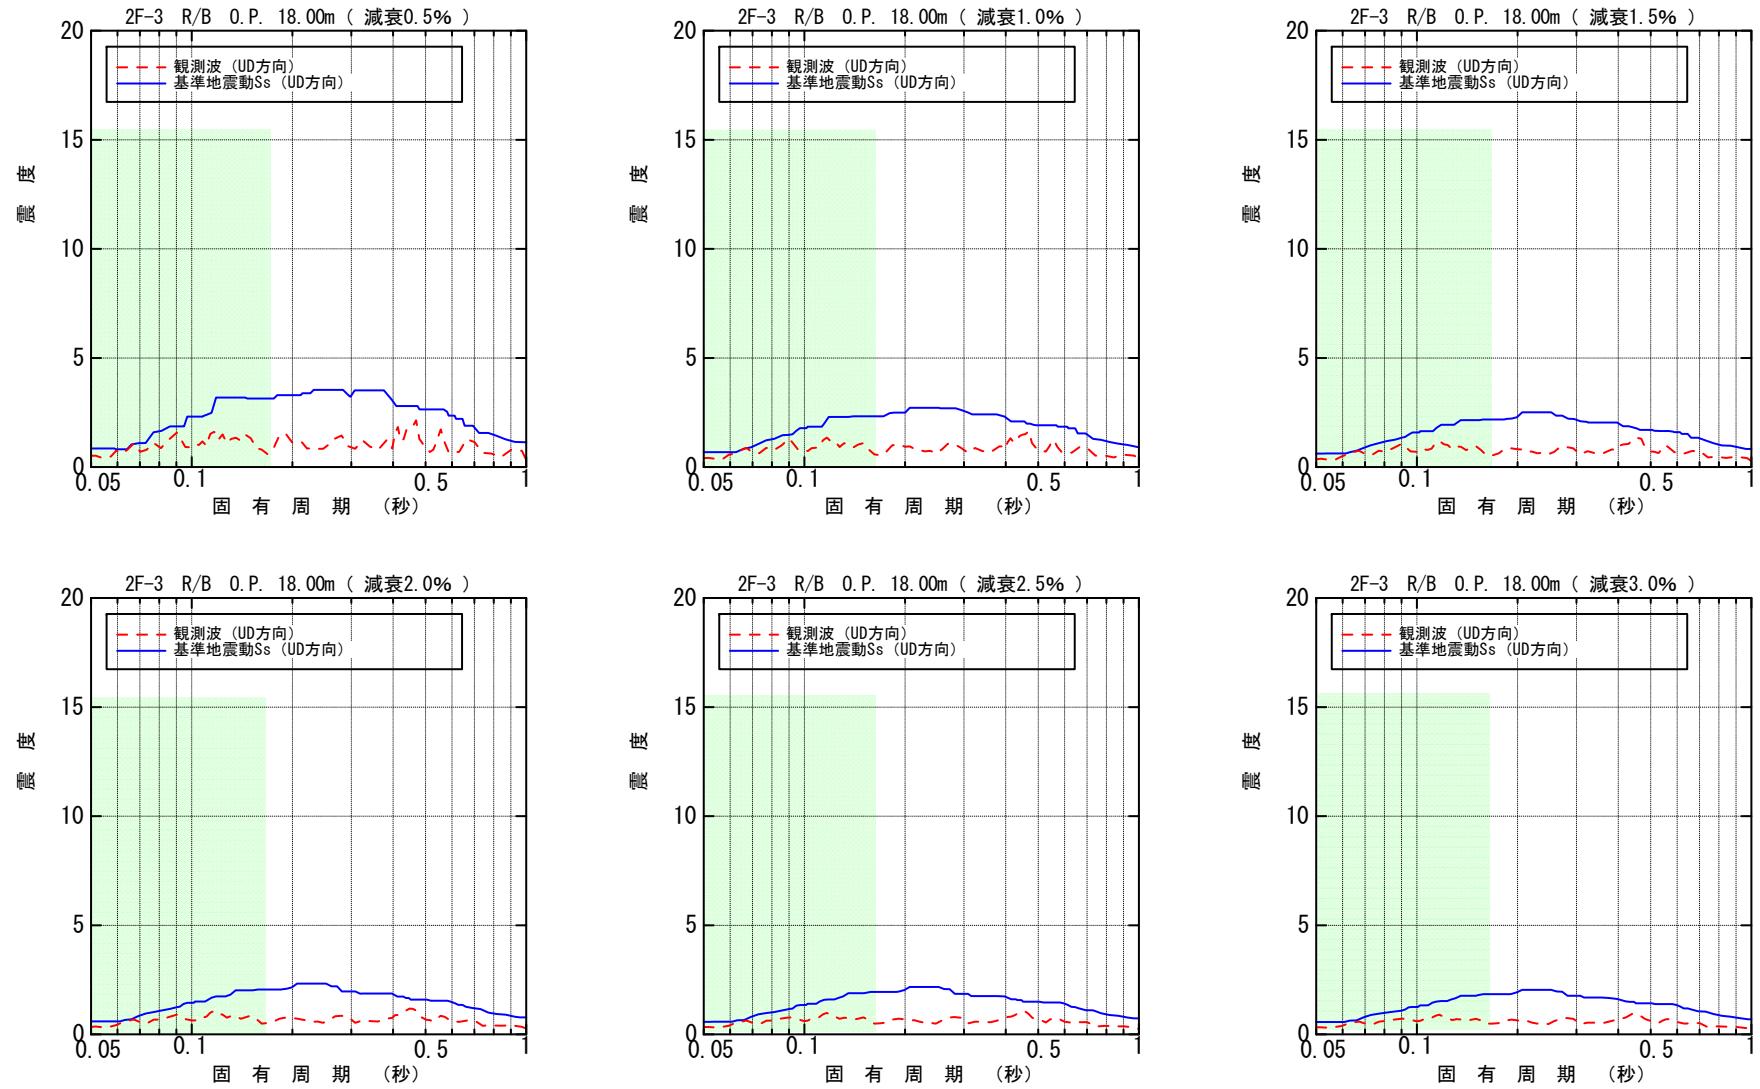 2F-3 R/B O.P. 18.00m ( 減衰0.5% )
20
観測波 (UD方向)
基準地震動Ss (UD方向)
15
震 度
10
5
0
0.05 0.1 0.5 1
固 有 周 期 (秒)
2F-3 R/B O.P. 18.00m ( 減衰1.0% )
20
観測波 (UD方向)
基準地震動Ss (UD方向)
15
震 度
10
5
0
0.05 0.1 0.5 1
固 有 周 期 (秒)
2F-3 R/B O.P. 18.00m ( 減衰1.5% )
20
観測波 (UD方向)
基準地震動Ss (UD方向)
15
震 度
10
5
0
0.05 0.1 0.5 1
固 有 周 期 (秒)
2F-3 R/B O.P. 18.00m ( 減衰2.0% )
20
観測波 (UD方向)
基準地震動Ss (UD方向)
15
震 度
10
5
0
0.05 0.1 0.5 1
固 有 周 期 (秒)
2F-3 R/B O.P. 18.00m ( 減衰2.5% )
20
観測波 (UD方向)
基準地震動Ss (UD方向)
15
震 度
10
5
0
0.05 0.1 0.5 1
固 有 周 期 (秒)
2F-3 R/B O.P. 18.00m ( 減衰3.0% )
20
観測波 (UD方向)
基準地震動Ss (UD方向)
15
震 度
10
5
0
0.05 0.1 0.5 1
固 有 周 期 (秒)